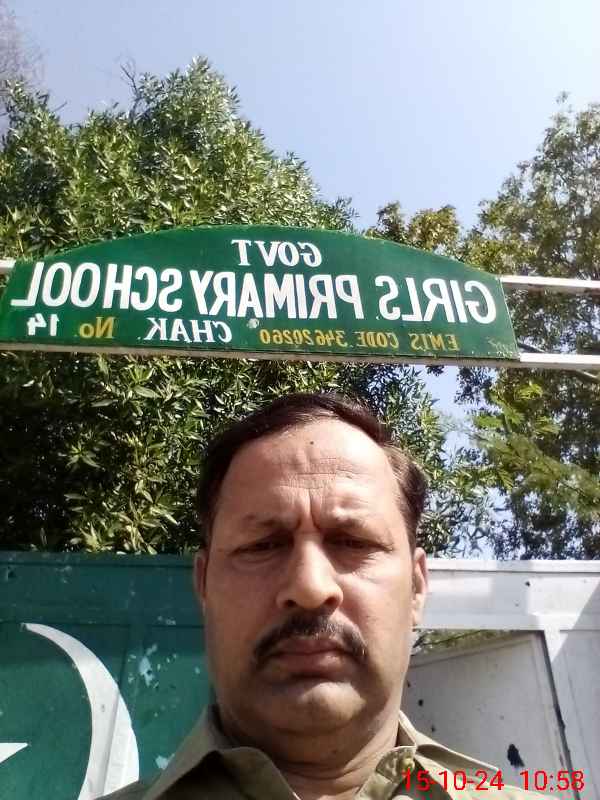 GOVT
GIRLS. PRIMARY SCHOOL
EMIS CODE 34620260 CHAK. No. 14
15-10-24 10:58